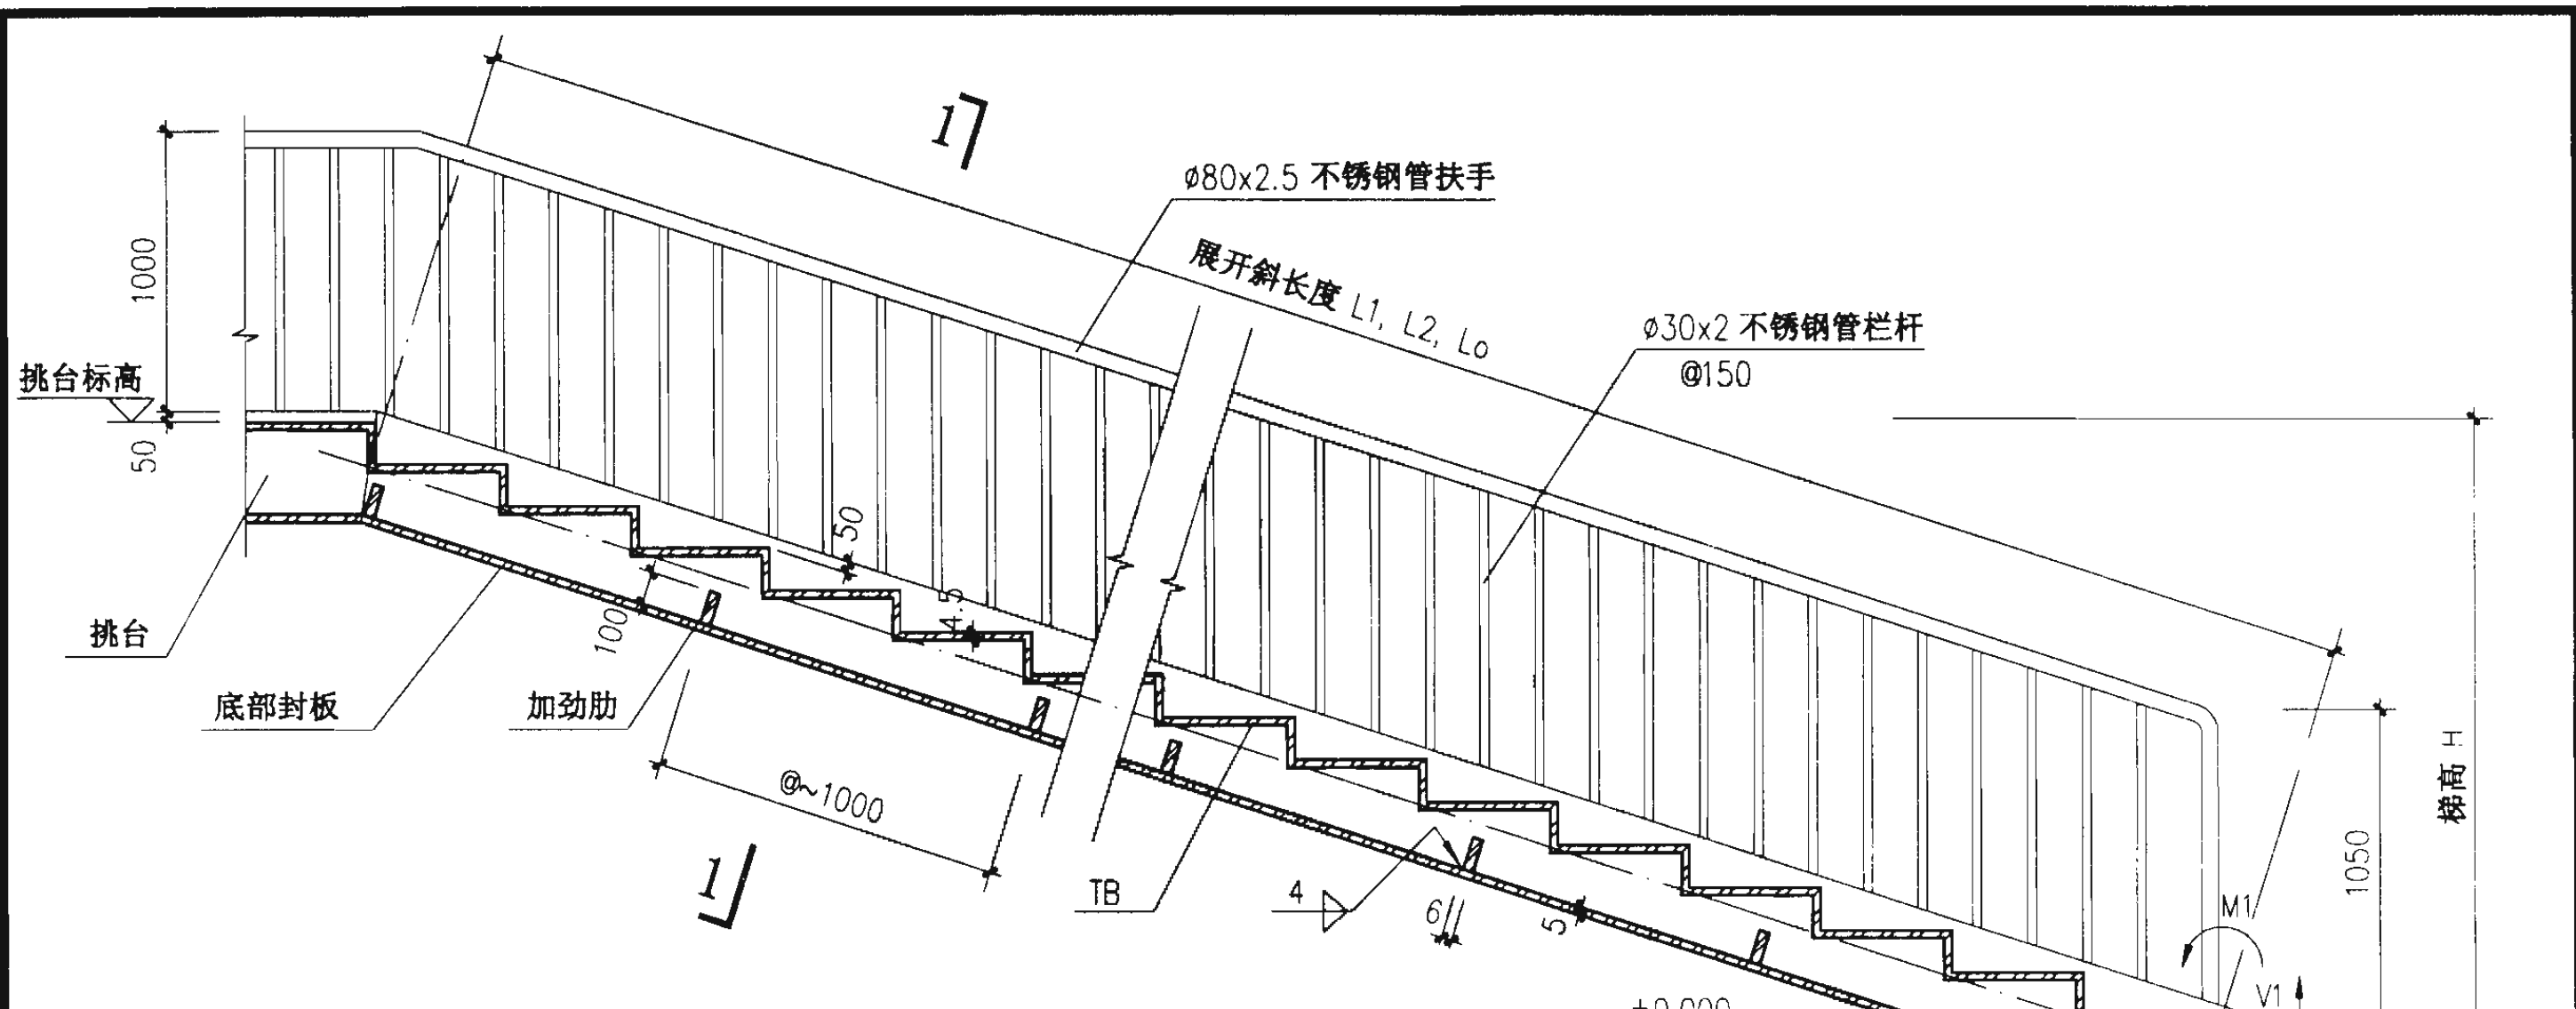 1
ø80x2.5 不锈钢管扶手
展开斜长度 L1, L2, Lo
ø30x2 不锈钢管栏杆
@150
1000
挑台标高
50
50
4.5
100
挑台
底部封板
加劲肋
@~1000
1
TB
4
6
5
梯高 H
1050
M1
V1